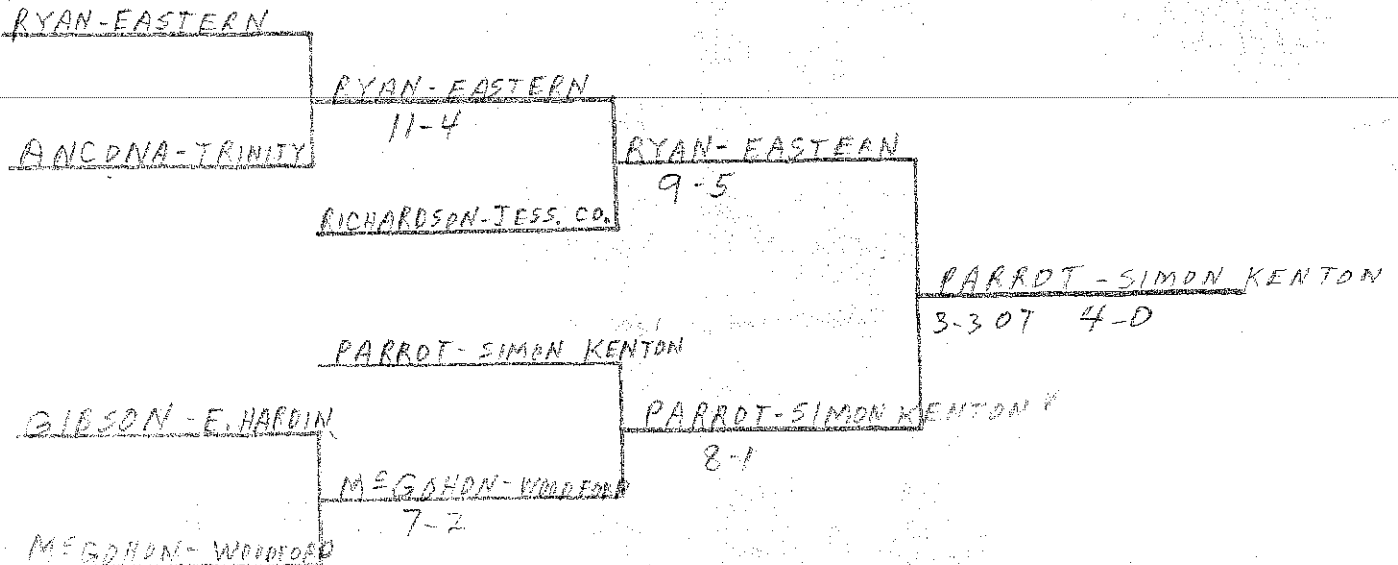 RYAN-EASTERN
RYAN-EASTERN
11-4
ANCONA-TRINITY
RYAN-EASTERN
9-5
RICHARDSON-JESS. CO.
PARROT-SIMON KENTON
3-3 OT 4-0
PARROT-SIMON KENTON
GIBSON-E. HARDIN
PARROT-SIMON KENTON
8-1
McGOHON-WOODFORD
7-2
McGOHON-WOODFORD